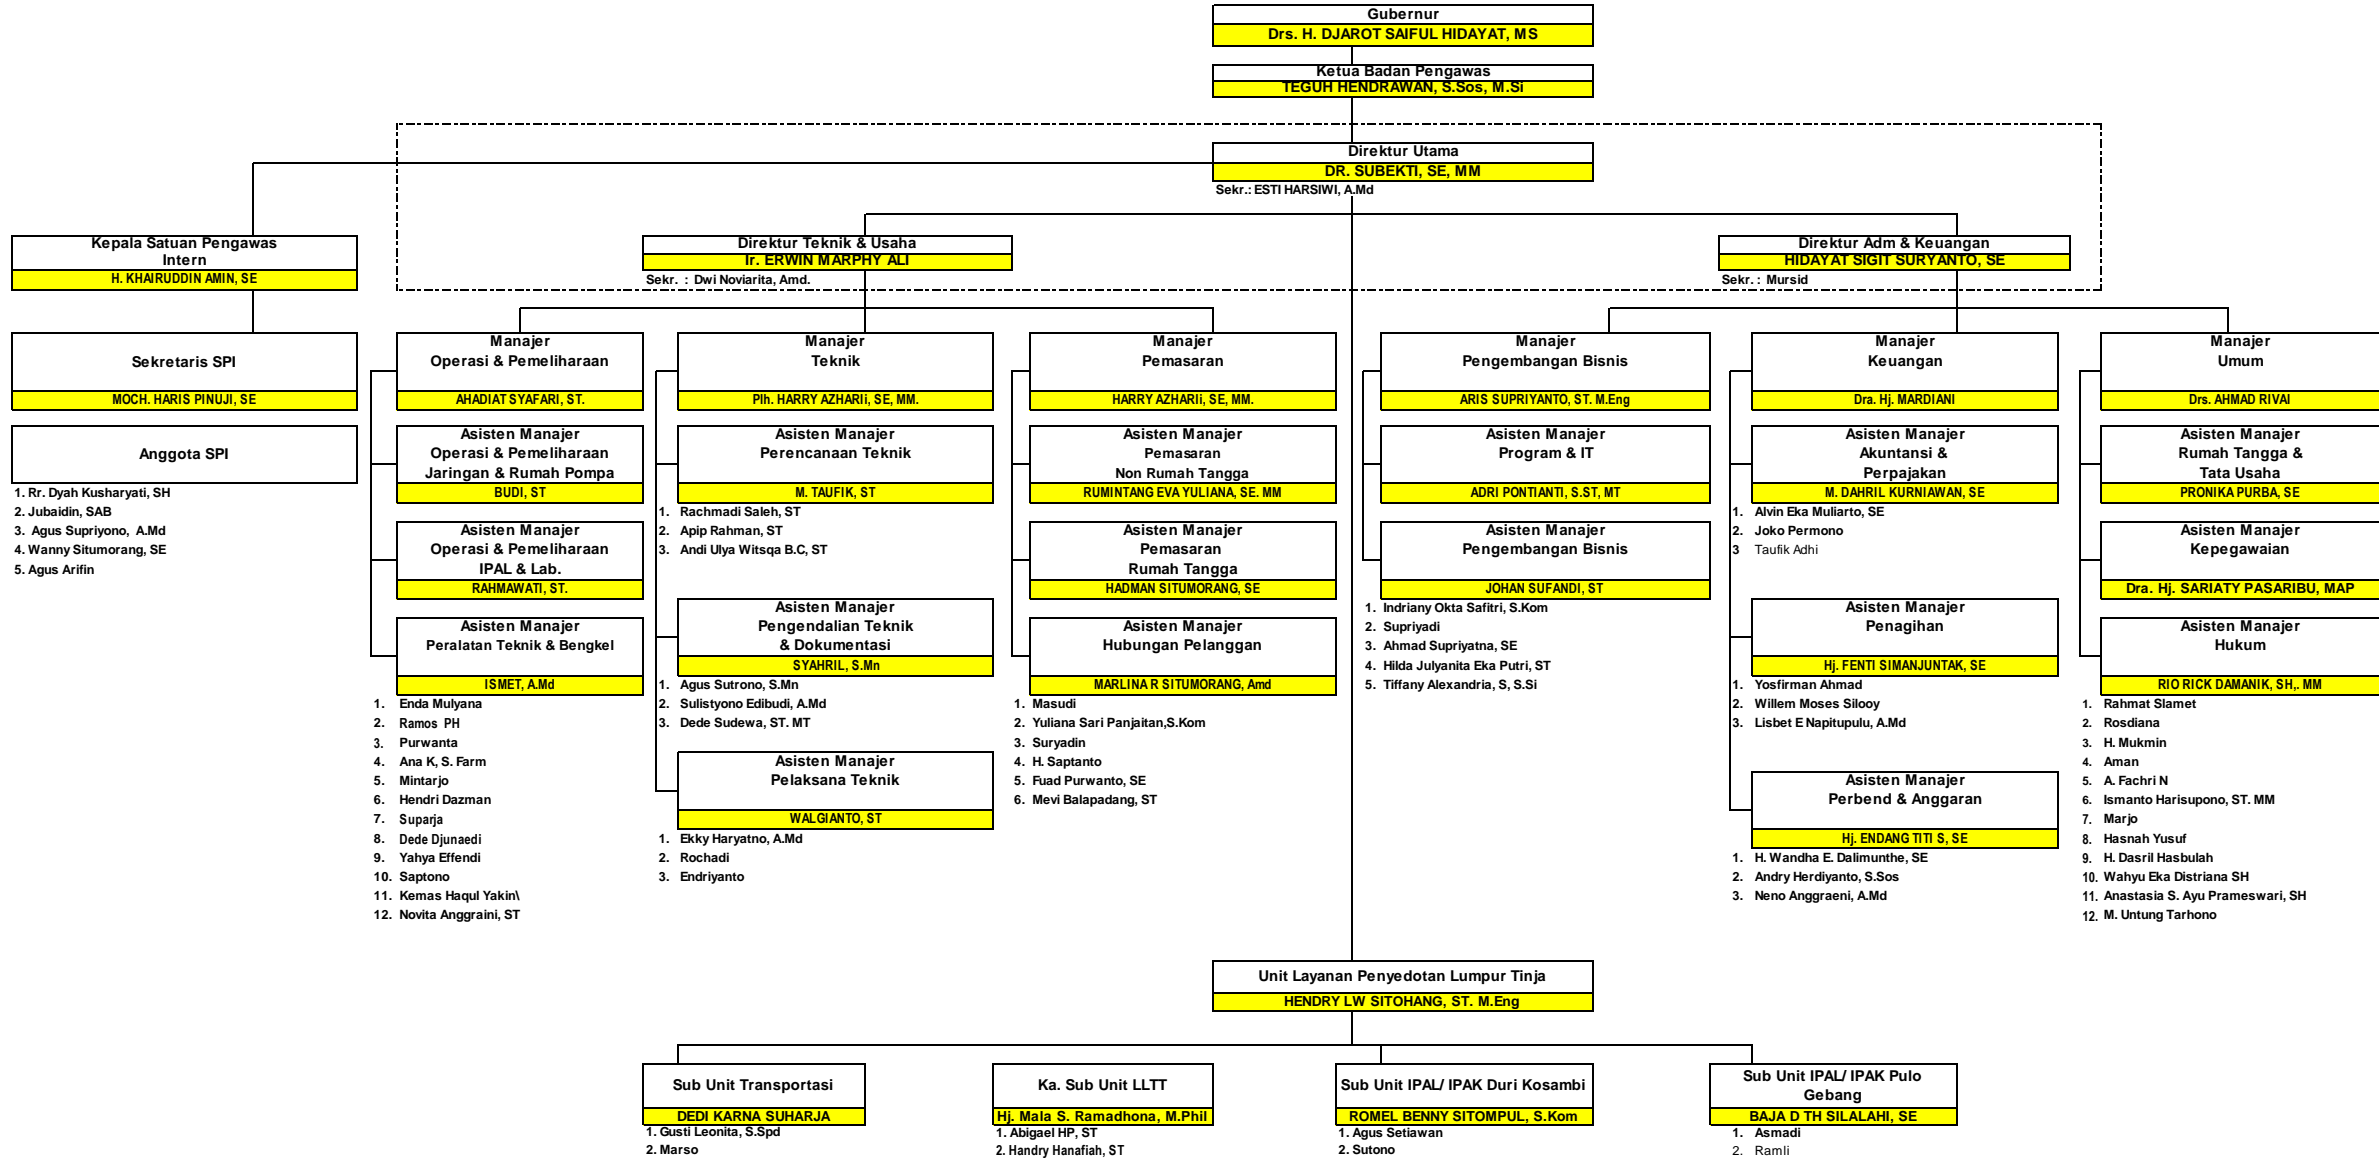 Gubernur
Drs. H. DJAROT SAIFUL HIDAYAT, MS
Ketua Badan Pengawas
TEGUH HENDRAWAN, S.Sos, M.Si
Direktur Utama
DR. SUBEKTI, SE, MM
Sekr.: ESTI HARSIWI, A.Md
Kepala Satuan Pengawas
Intern
H. KHAIRUDDIN AMIN, SE
Direktur Teknik & Usaha
Ir. ERWIN MARPHY ALI
Sekr. : Dwi Noviarita, Amd.
Direktur Adm & Keuangan
HIDAYAT SIGIT SURYANTO, SE
Sekr. : Mursid
Sekretaris SPI
MOCH. HARIS PINUJI, SE
Anggota SPI
1. Rr. Dyah Kusharyati, SH
2. Jubaidin, SAB
3. Agus Supriyono, A.Md
4. Wanny Situmorang, SE
5. Agus Arifin
Manajer
Operasi & Pemeliharaan
AHADIAT SYAFARI, ST.
Asisten Manajer
Operasi & Pemeliharaan
Jaringan & Rumah Pompa
BUDI, ST
Asisten Manajer
Operasi & Pemeliharaan
IPAL & Lab.
RAHMAWATI, ST.
Asisten Manajer
Peralatan Teknik & Bengkel
ISMET, A.Md
1. Enda Mulyana
2. Ramos PH
3. Purwanta
4. Ana K, S. Farm
5. Mintarjo
6. Hendri Dazman
7. Suparja
8. Dede Djunaedi
9. Yahya Effendi
10. Saptono
11. Kemas Haqul Yakin\
12. Novita Anggraini, ST
Manajer
Teknik
Plh. HARRY AZHARIi, SE, MM.
Asisten Manajer
Perencanaan Teknik
M. TAUFIK, ST
1. Rachmadi Saleh, ST
2. Apip Rahman, ST
3. Andi Ulya Witsqa B.C, ST
Asisten Manajer
Pengendalian Teknik
& Dokumentasi
SYAHRIL, S.Mn
1. Agus Sutrono, S.Mn
2. Sulistyono Edibudi, A.Md
3. Dede Sudewa, ST. MT
Asisten Manajer
Pelaksana Teknik
WALGIANTO, ST
1. Ekky Haryatno, A.Md
2. Rochadi
3. Endriyanto
Manajer
Pemasaran
HARRY AZHARIi, SE, MM.
Asisten Manajer
Pemasaran
Non Rumah Tangga
RUMINTANG EVA YULIANA, SE. MM
Asisten Manajer
Pemasaran
Rumah Tangga
HADMAN SITUMORANG, SE
Asisten Manajer
Hubungan Pelanggan
MARLINA R SITUMORANG, Amd
1. Masudi
2. Yuliana Sari Panjaitan,S.Kom
3. Suryadin
4. H. Saptanto
5. Fuad Purwanto, SE
6. Mevi Balapadang, ST
Manajer
Pengembangan Bisnis
ARIS SUPRIYANTO, ST. M.Eng
Asisten Manajer
Program & IT
ADRI PONTIANTI, S.ST, MT
Asisten Manajer
Pengembangan Bisnis
JOHAN SUFANDI, ST
1. Indriany Okta Safitri, S.Kom
2. Supriyadi
3. Ahmad Supriyatna, SE
4. Hilda Julyanita Eka Putri, ST
5. Tiffany Alexandria, S, S.Si
Manajer
Keuangan
Dra. Hj. MARDIANI
Asisten Manajer
Akuntansi &
Perpajakan
M. DAHRIL KURNIAWAN, SE
1. Alvin Eka Muliarto, SE
2. Joko Permono
3 Taufik Adhi
Asisten Manajer
Penagihan
Hj. FENTI SIMANJUNTAK, SE
1. Yosfirman Ahmad
2. Willem Moses Silooy
3. Lisbet E Napitupulu, A.Md
Asisten Manajer
Perbend & Anggaran
Hj. ENDANG TITI S, SE
1. H. Wandha E. Dalimunthe, SE
2. Andry Herdiyanto, S.Sos
3. Neno Anggraeni, A.Md
Manajer
Umum
Drs. AHMAD RIVAI
Asisten Manajer
Rumah Tangga &
Tata Usaha
PRONIKA PURBA, SE
Asisten Manajer
Kepegawaian
Dra. Hj. SARIATY PASARIBU, MAP
Asisten Manajer
Hukum
RIO RICK DAMANIK, SH,. MM
1. Rahmat Slamet
2. Rosdiana
3. H. Mukmin
4. Aman
5. A. Fachri N
6. Ismanto Harisupono, ST. MM
7. Marjo
8. Hasnah Yusuf
9. H. Dasril Hasbulah
10. Wahyu Eka Distriana SH
11. Anastasia S. Ayu Prameswari, SH
12. M. Untung Tarhono
Unit Layanan Penyedotan Lumpur Tinja
HENDRY LW SITOHANG, ST. M.Eng
Sub Unit Transportasi
DEDI KARNA SUHARJA
1. Gusti Leonita, S.Spd
2. Marso
Ka. Sub Unit LLTT
Hj. Mala S. Ramadhona, M.Phil
1. Abigael HP, ST
2. Handry Hanafiah, ST
Sub Unit IPAL/ IPAK Duri Kosambi
ROMEL BENNY SITOMPUL, S.Kom
1. Agus Setiawan
2. Sutono
Sub Unit IPAL/ IPAK Pulo
Gebang
BAJA D TH SILALAHI, SE
1. Asmadi
2. Ramli